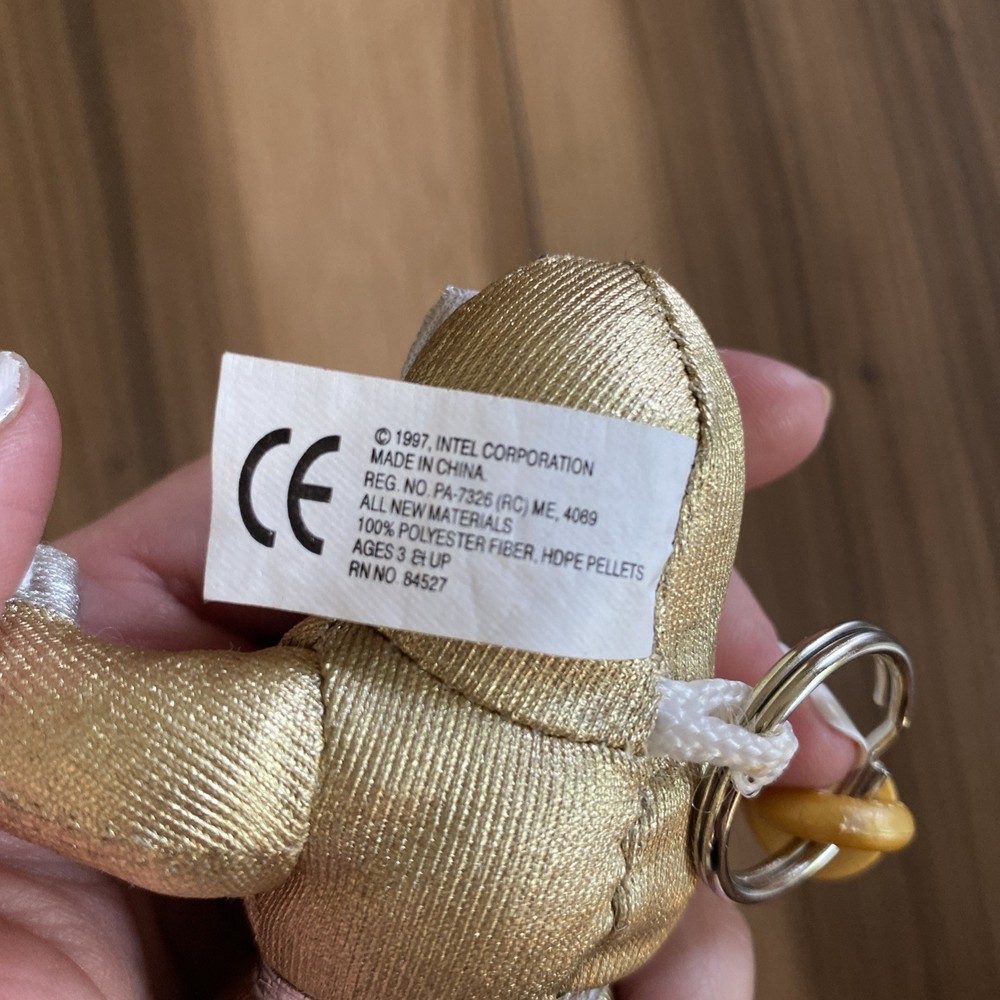 CE
© 1997, INTEL CORPORATION
MADE IN CHINA.
REG. NO. PA-7326 (RC) ME, 4069
ALL NEW MATERIALS
100% POLYESTER FIBER, HDPE PELLETS
AGES 3 & UP
RN NO. 84527